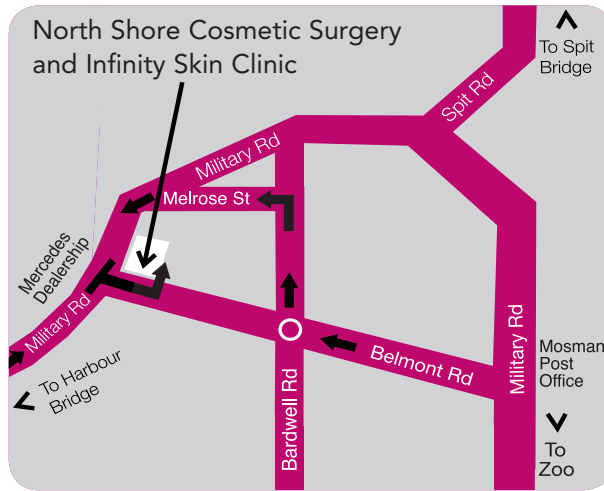 North Shore Cosmetic Surgery
and Infinity Skin Clinic
To Spit
Bridge
Spit Rd
Military Rd
Melrose St
Mercedes
Dealership
Military Rd
To Harbour
Bridge
Belmont Rd
Bardwell Rd
Military Rd
Mosman
Post
Office
To
Zoo